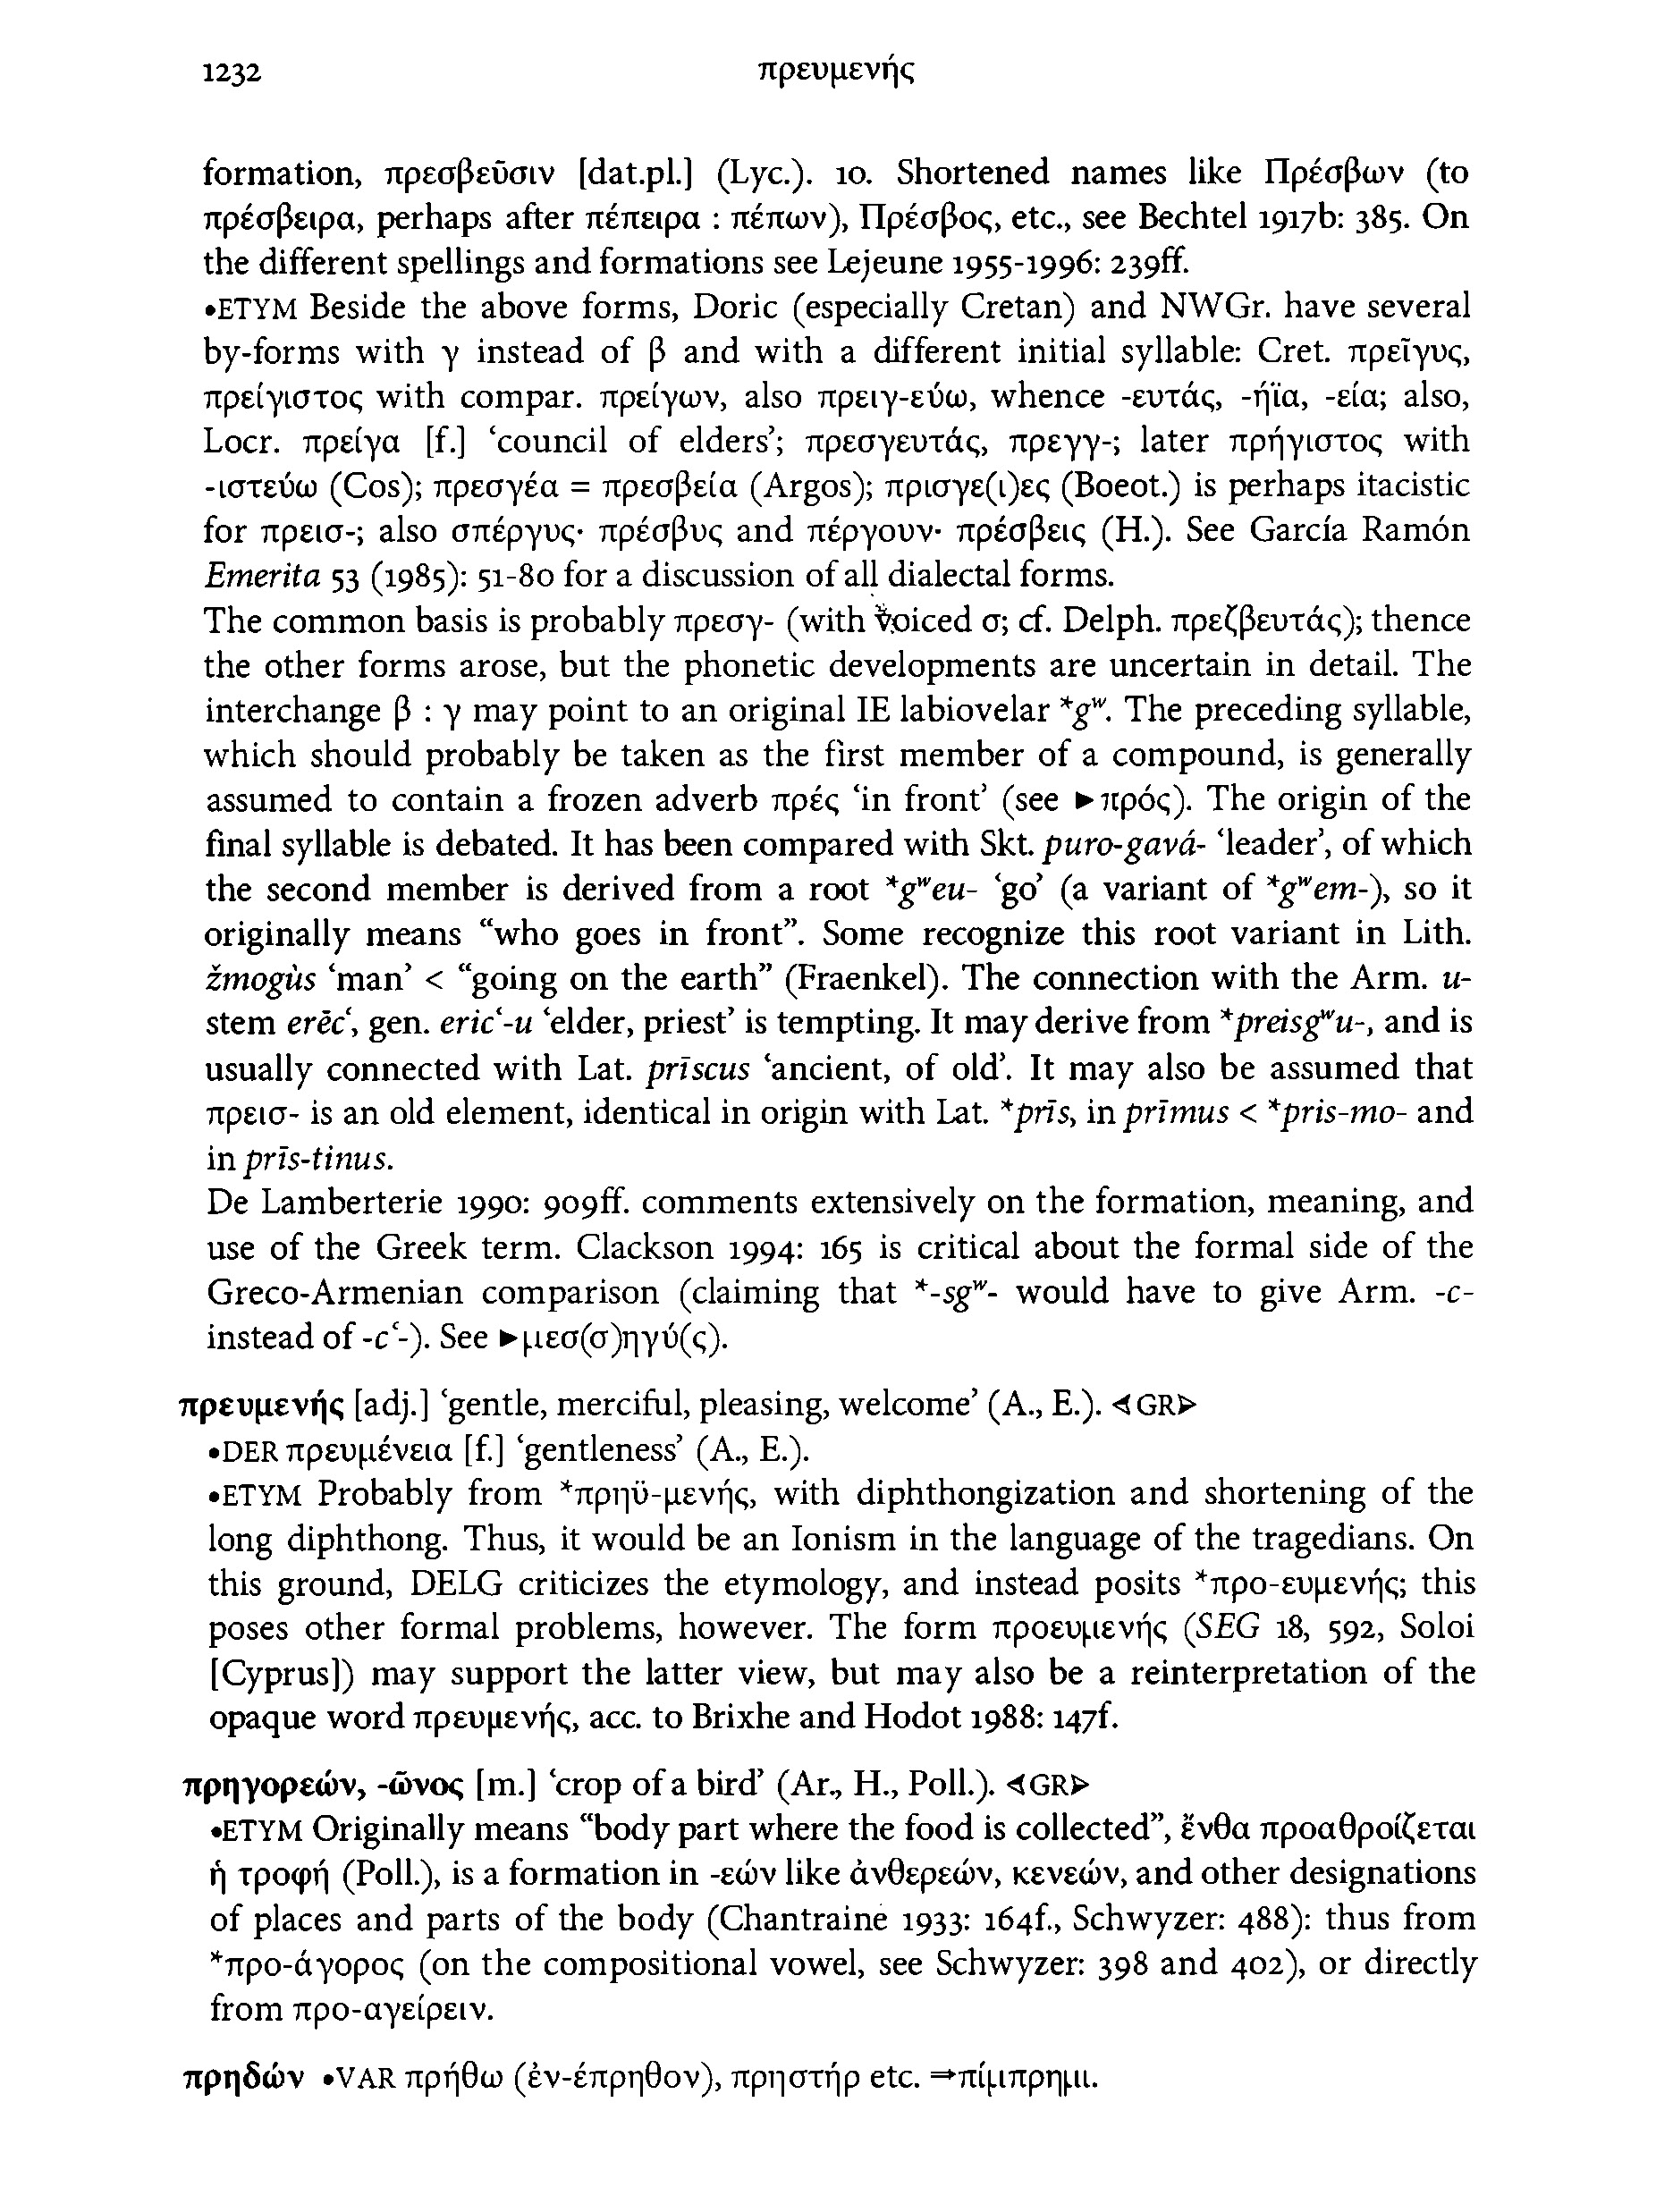 1232 πρευμενής
formation, πρεσβεῦσιν [dat.pl.] (Lyc.). 10. Shortened names like Πρέσβων (to
πρέσβειρα, perhaps after πέπειρα : πέπων), Πρέσβος, etc., see Bechtel 1917b: 385. On
the different spellings and formations see Lejeune 1955-1996: 239ff.
•ETYM Beside the above forms, Doric (especially Cretan) and NWGr. have several
by-forms with γ instead of β and with a different initial syllable: Cret. πρεῖγυς,
πρείγιστος with compar. πρείγων, also πρειγ-εύω, whence -ευτάς, -ήϊα, -εία; also,
Locr. πρείγα [f.] ‘council of elders’; πρεσγευτάς, πρεγγ-; later πρήγιστος with
-ιστεύω (Cos); πρεσγέα = πρεσβεία (Argos); πρισγε(ι)ες (Boeot.) is perhaps itacistic
for πρεισ-; also σπέργυς· πρέσβυς and πέργουν· πρέσβεις (H.). See García Ramón
Emerita 53 (1985): 51-80 for a discussion of all dialectal forms.
The common basis is probably πρεσγ- (with voiced σ; cf. Delph. πρεζβευτάς); thence
the other forms arose, but the phonetic developments are uncertain in detail. The
interchange β : γ may point to an original IE labiovelar *gʷ. The preceding syllable,
which should probably be taken as the first member of a compound, is generally
assumed to contain a frozen adverb πρές ‘in front’ (see ►πρός). The origin of the
final syllable is debated. It has been compared with Skt. puro-gavá- ‘leader’, of which
the second member is derived from a root *gʷeu- ‘go’ (a variant of *gʷem-), so it
originally means “who goes in front”. Some recognize this root variant in Lith.
žmogùs ‘man’ < “going on the earth” (Fraenkel). The connection with the Arm. u-
stem erēcʿ, gen. ericʿ-u ‘elder, priest’ is tempting. It may derive from *preisgʷu-, and is
usually connected with Lat. prīscus ‘ancient, of old’. It may also be assumed that
πρεισ- is an old element, identical in origin with Lat. *prīs, in prīmus < *pris-mo- and
in prīs-tinus.
De Lamberterie 1990: 909ff. comments extensively on the formation, meaning, and
use of the Greek term. Clackson 1994: 165 is critical about the formal side of the
Greco-Armenian comparison (claiming that *-sgʷ- would have to give Arm. -c-
instead of -cʿ-). See ►μεσ(σ)ηγύ(ς).
πρευμενής [adj.] ‘gentle, merciful, pleasing, welcome’ (A., E.). ⊲GR⊳
•DER πρευμένεια [f.] ‘gentleness’ (A., E.).
•ETYM Probably from *πρηϋ-μενής, with diphthongization and shortening of the
long diphthong. Thus, it would be an Ionism in the language of the tragedians. On
this ground, DELG criticizes the etymology, and instead posits *προ-ευμενής; this
poses other formal problems, however. The form προευμενής (SEG 18, 592, Soloi
[Cyprus]) may support the latter view, but may also be a reinterpretation of the
opaque word πρευμενής, acc. to Brixhe and Hodot 1988: 147f.
πρηγορεών, -ῶνος [m.] ‘crop of a bird’ (Ar., H., Poll.). ⊲GR⊳
•ETYM Originally means “body part where the food is collected”, ἔνθα προαθροίζεται
ἡ τροφή (Poll.), is a formation in -εών like ἀνθερεών, κενεών, and other designations
of places and parts of the body (Chantraine 1933: 164f., Schwyzer: 488): thus from
*προ-άγορος (on the compositional vowel, see Schwyzer: 398 and 402), or directly
from προ-αγείρειν.
πρηδών •VAR πρήθω (ἐν-έπρηθον), πρηστήρ etc. ⇒πίμπρημι.